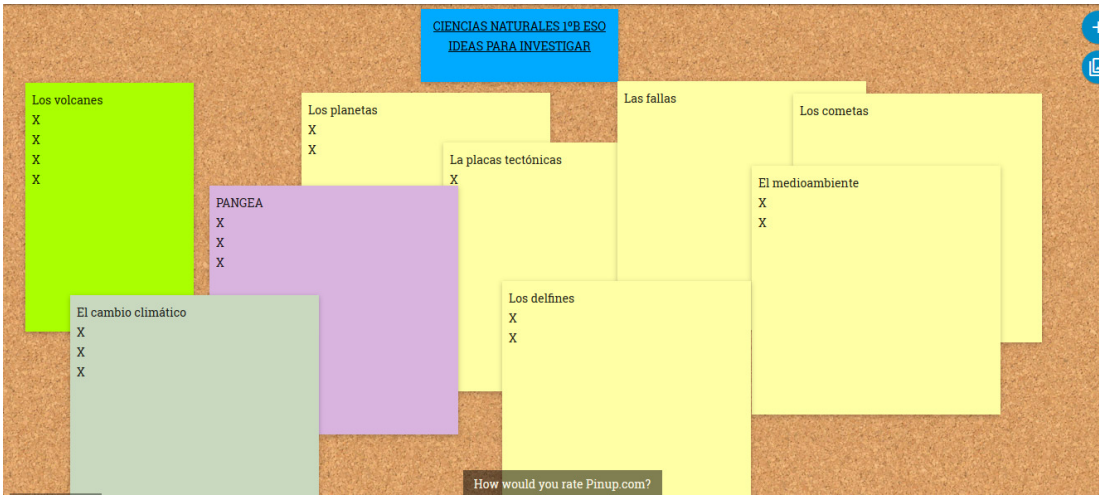 CIENCIAS NATURALES 1ºB ESO
IDEAS PARA INVESTIGAR
Los volcanes
X
X
X
X
Los planetas
X
X
La placas tectónicas
X
Las fallas
Los cometas
El medioambiente
X
X
PANGEA
X
X
X
El cambio climático
X
X
X
Los delfines
X
X
How would you rate Pinup.com?